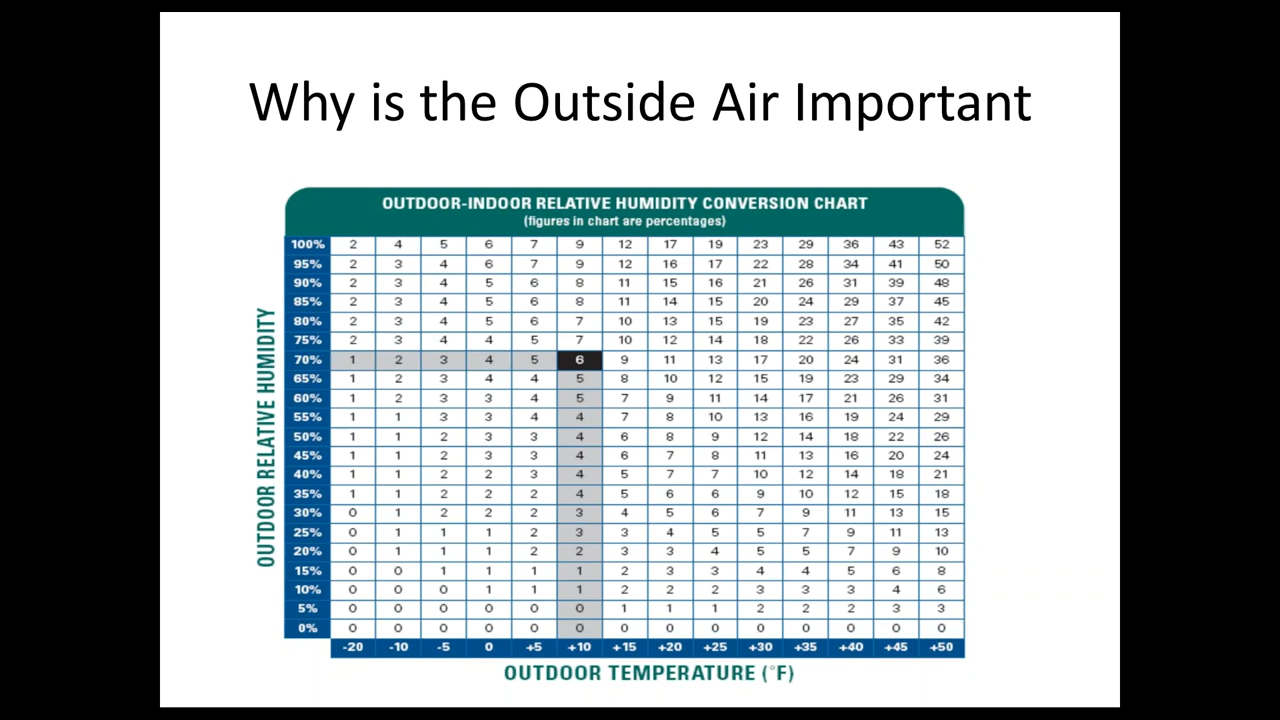 Why is the Outside Air Important
OUTDOOR-INDOOR RELATIVE HUMIDITY CONVERSION CHART
(figures in chart are percentages)
OUTDOOR RELATIVE HUMIDITY
100% 2 4 5 6 7 9 12 17 19 23 29 36 43 52
95% 2 3 4 6 7 9 12 16 17 22 28 34 41 50
90% 2 3 4 5 6 8 11 15 16 21 26 31 39 48
85% 2 3 4 5 6 8 11 14 15 20 24 29 37 45
80% 2 3 4 5 6 7 10 13 15 19 23 27 35 42
75% 2 3 4 4 5 7 10 12 14 18 22 26 33 39
70% 1 2 3 4 5 6 9 11 13 17 20 24 31 36
65% 1 2 3 4 4 5 8 10 12 15 19 23 29 34
60% 1 2 3 3 4 5 7 9 11 14 17 21 26 31
55% 1 1 3 3 4 4 7 8 10 13 16 19 24 29
50% 1 1 2 3 3 4 6 8 9 12 14 18 22 26
45% 1 1 2 3 3 4 6 7 8 11 13 16 20 24
40% 1 1 2 2 3 4 5 7 7 10 12 14 18 21
35% 1 1 2 2 2 4 5 6 6 9 10 12 15 18
30% 0 1 2 2 2 3 4 5 6 7 9 11 13 15
25% 0 1 1 1 2 3 3 4 5 5 7 9 11 13
20% 0 1 1 1 2 2 3 3 4 5 5 7 9 10
15% 0 0 1 1 1 1 2 3 3 4 4 5 6 8
10% 0 0 0 1 1 1 2 2 2 3 3 3 4 6
5% 0 0 0 0 0 0 1 1 1 2 2 2 3 3
0% 0 0 0 0 0 0 0 0 0 0 0 0 0 0
-20 -10 -5 0 +5 +10 +15 +20 +25 +30 +35 +40 +45 +50
OUTDOOR TEMPERATURE (°F)